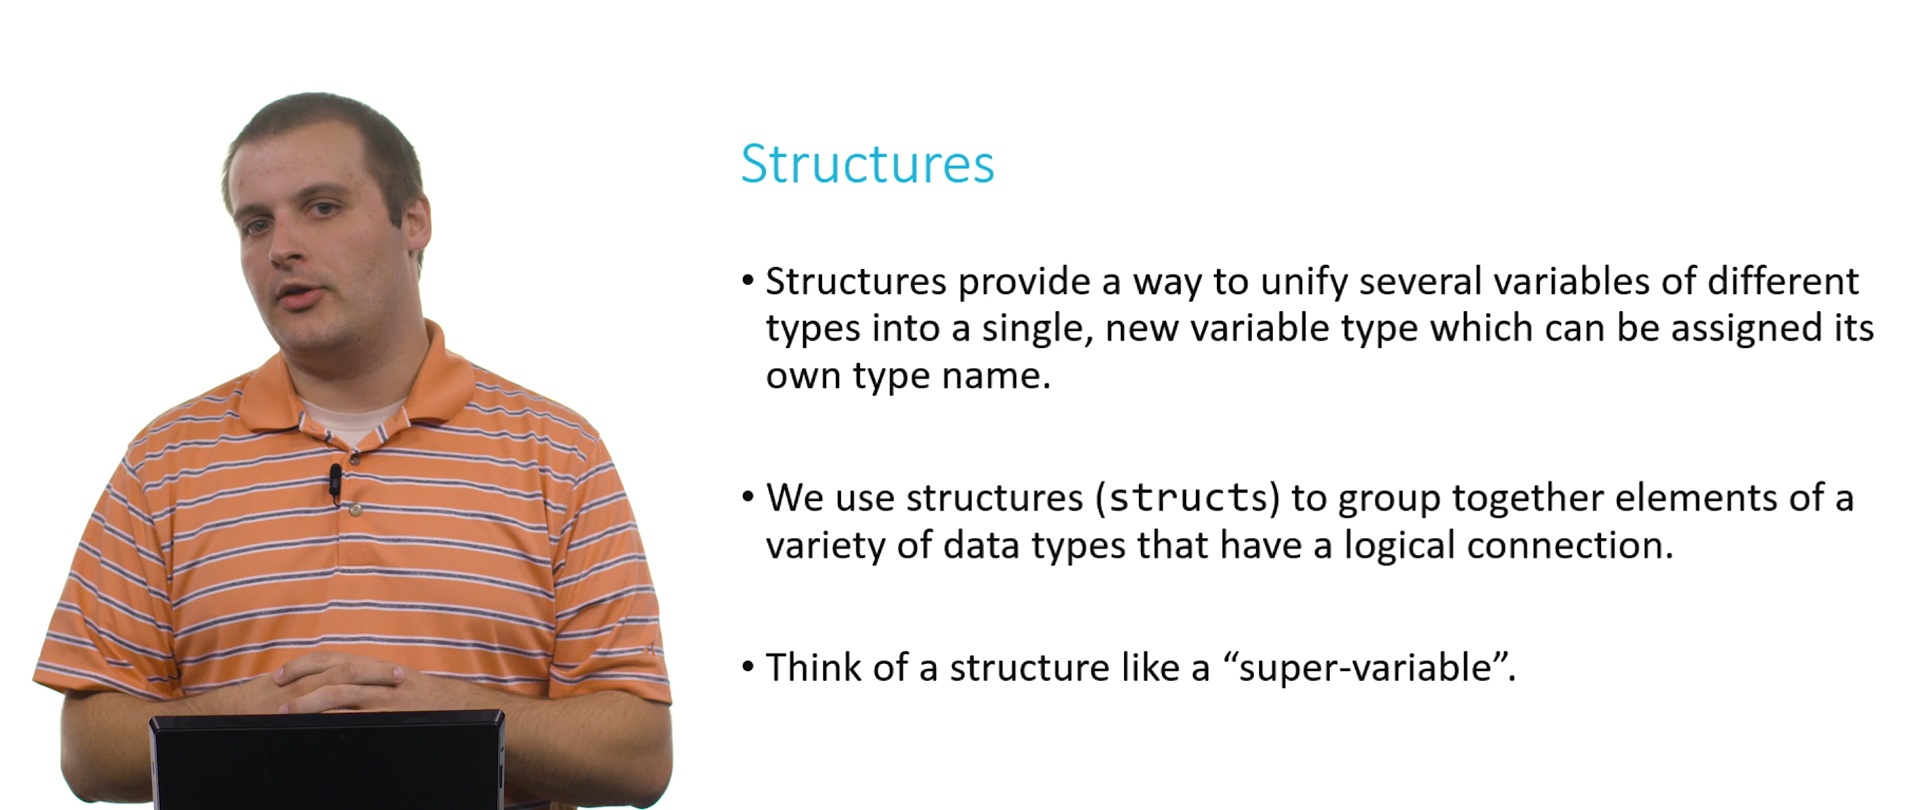 Structures
• Structures provide a way to unify several variables of different
types into a single, new variable type which can be assigned its
own type name.
• We use structures (structs) to group together elements of a
variety of data types that have a logical connection.
• Think of a structure like a “super-variable”.